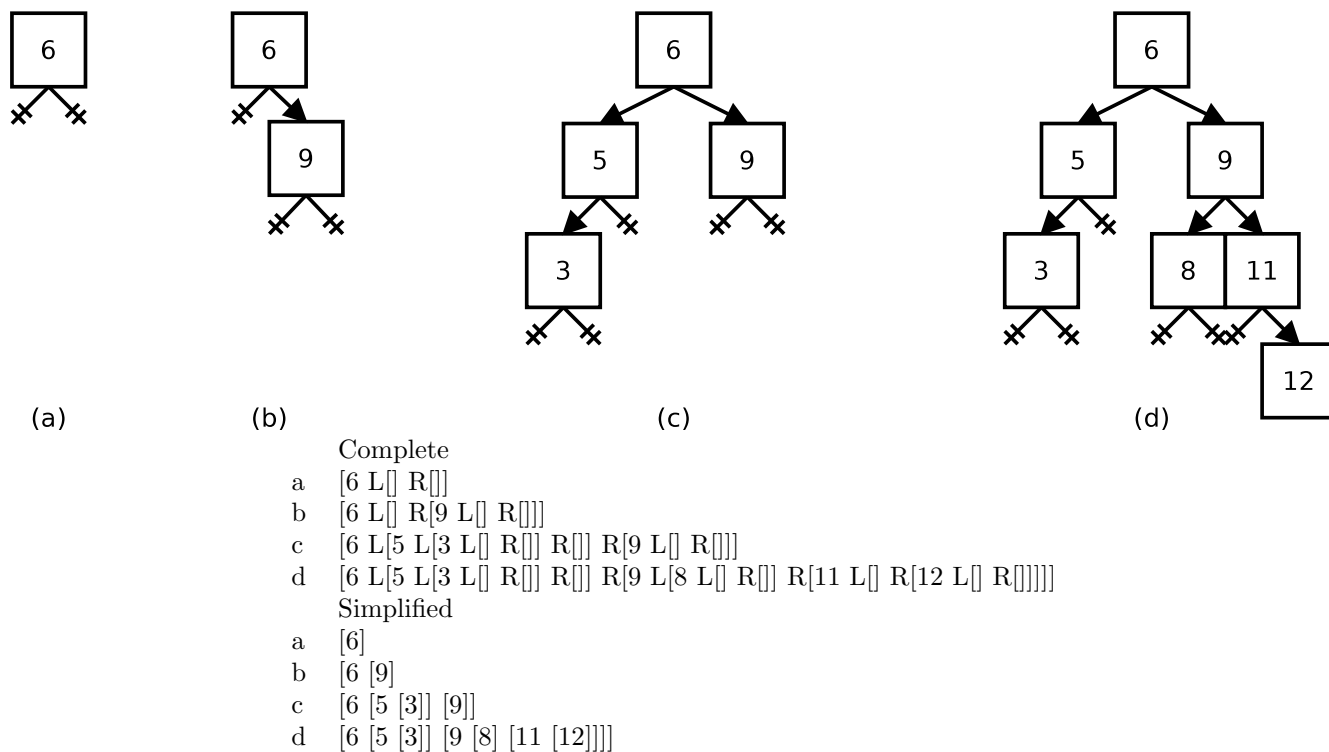 6 6 6 6
9 5 9 5 9
3 3 8 11
12
(a) (b) (c) (d)
Complete
a [6 L[] R[]]
b [6 L[] R[9 L[] R[]]]
c [6 L[5 L[3 L[] R[]] R[]] R[9 L[] R[]]]
d [6 L[5 L[3 L[] R[]] R[]] R[9 L[8 L[] R[]] R[11 L[] R[12 L[] R[]]]]]
Simplified
a [6]
b [6 [9]
c [6 [5 [3]] [9]]
d [6 [5 [3]] [9 [8] [11 [12]]]]